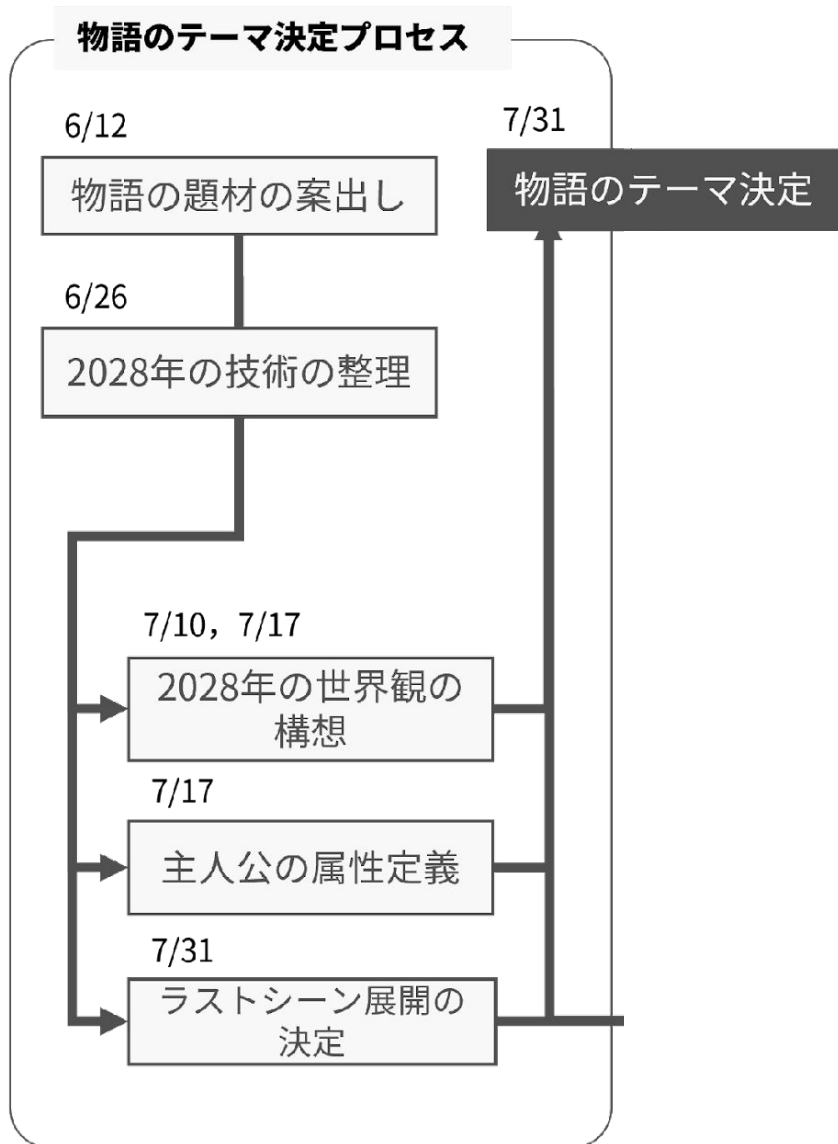 物語のテーマ決定プロセス
6/12
物語の題材の案出し
6/26
2028年の技術の整理
7/10，7/17
2028年の世界観の
構想
7/17
主人公の属性定義
7/31
ラストシーン展開の
決定
7/31
物語のテーマ決定